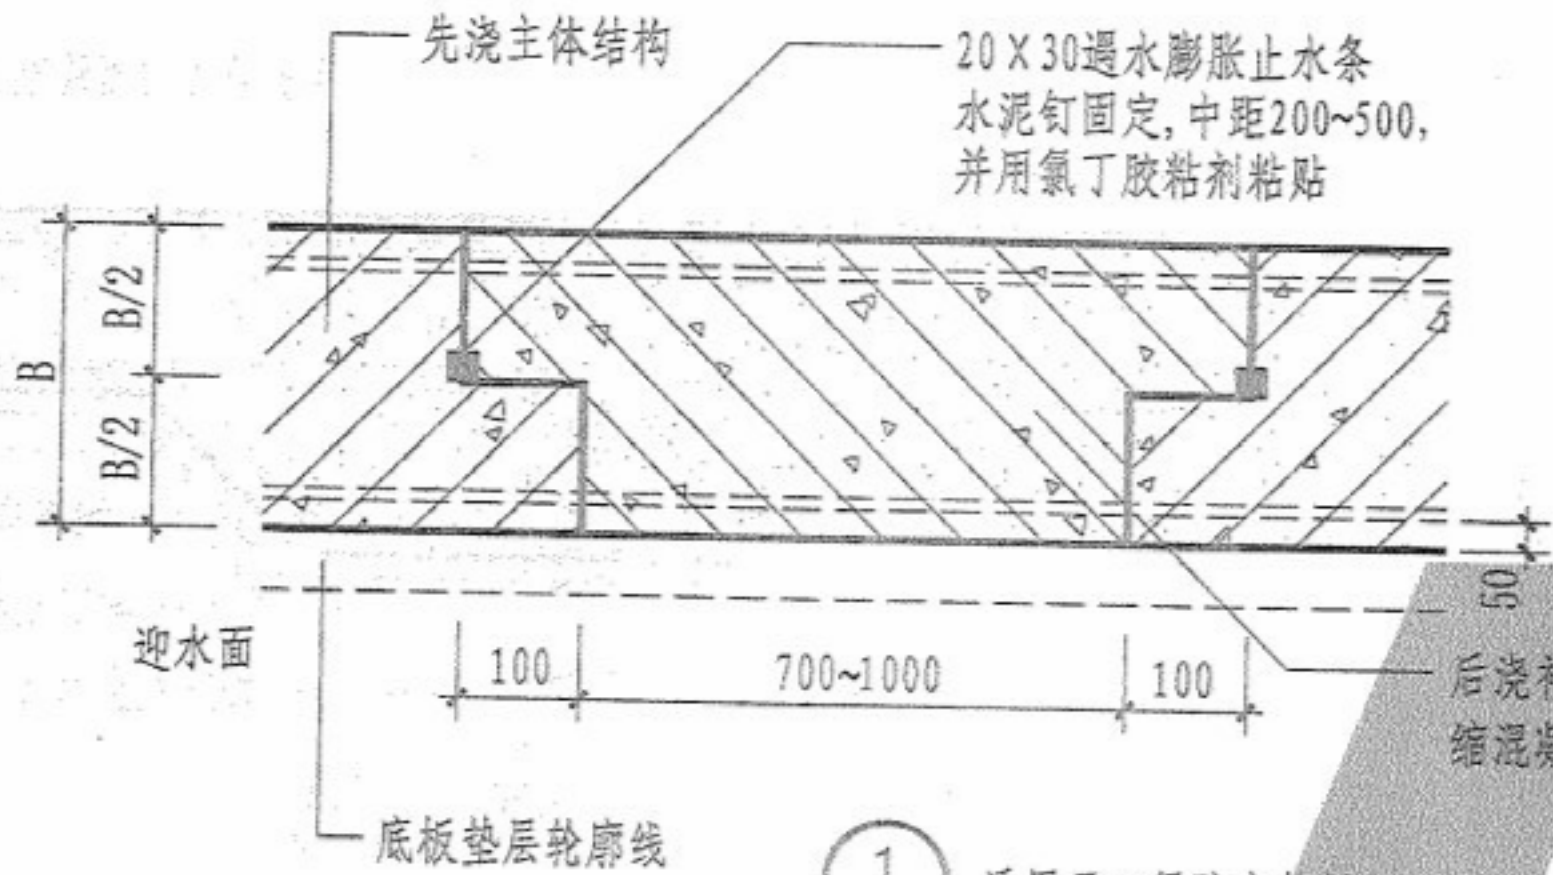 先浇主体结构
20X30遇水膨胀止水条
水泥钉固定,中距200~500,
并用氯丁胶粘剂粘贴
B/2
B
B/2
50
迎水面
100
700~1000
100
后浇
缩混
底板垫层轮廓线
1